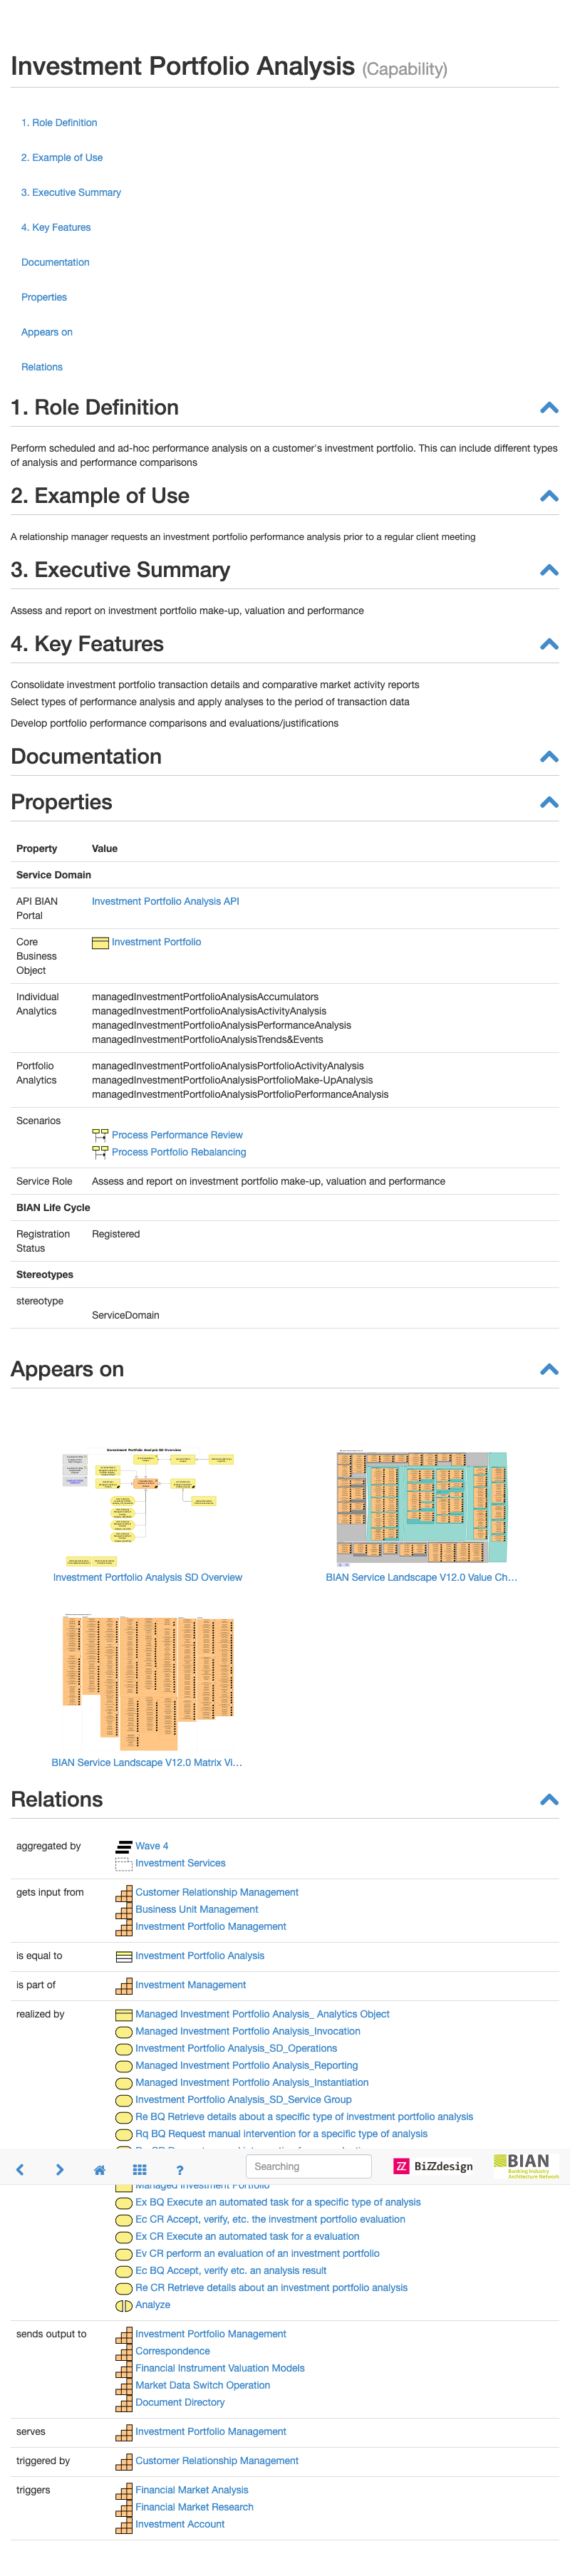 Investment Portfolio Analysis (Capability)
1. Role Definition
2. Example of Use
3. Executive Summary
4. Key Features
Documentation
Properties
Appears on
Relations
1. Role Definition
Perform scheduled and ad-hoc performance analysis on a customer's investment portfolio. This can include different types
of analysis and performance comparisons
2. Example of Use
A relationship manager requests an investment portfolio performance analysis prior to a regular client meeting
3. Executive Summary
Assess and report on investment portfolio make-up, valuation and performance
4. Key Features
Consolidate investment portfolio transaction details and comparative market activity reports
Select types of performance analysis and apply analyses to the period of transaction data
Develop portfolio performance comparisons and evaluations/justifications
Documentation
Properties
Property Value
Service Domain
API BIAN Investment Portfolio Analysis API
Portal
Core Investment Portfolio
Business
Object
Individual managedInvestmentPortfolioAnalysisAccumulators
Analytics managedInvestmentPortfolioAnalysisActivityAnalysis
managedInvestmentPortfolioAnalysisPerformanceAnalysis
managedInvestmentPortfolioAnalysisTrends&Events
Portfolio managedInvestmentPortfolioAnalysisPortfolioActivityAnalysis
Analytics managedInvestmentPortfolioAnalysisPortfolioMake-UpAnalysis
managedInvestmentPortfolioAnalysisPortfolioPerformanceAnalysis
Scenarios
Process Performance Review
Process Portfolio Rebalancing
Service Role Assess and report on investment portfolio make-up, valuation and performance
BIAN Life Cycle
Registration Registered
Status
Stereotypes
stereotype
ServiceDomain
Appears on
Investment Portfolio Analysis SD Overview
Investment Portfolio Analysis SD Overview
BIAN Service Landscape V12.0 Value Ch...
BIAN Service Landscape V12.0 Matrix Vi...
Relations
aggregated by Wave 4
Investment Services
gets input from Customer Relationship Management
Business Unit Management
Investment Portfolio Management
is equal to Investment Portfolio Analysis
is part of Investment Management
realized by Managed Investment Portfolio Analysis_ Analytics Object
Managed Investment Portfolio Analysis_Invocation
Investment Portfolio Analysis_SD_Operations
Managed Investment Portfolio Analysis_Reporting
Managed Investment Portfolio Analysis_Instantiation
Investment Portfolio Analysis_SD_Service Group
Re BQ Retrieve details about a specific type of investment portfolio analysis
Rq BQ Request manual intervention for a specific type of analysis
? Searching BiZZdesign BIAN
Banking Industry
Architecture Network
Managed Investment Portfolio
Ex BQ Execute an automated task for a specific type of analysis
Ec CR Accept, verify, etc. the investment portfolio evaluation
Ex CR Execute an automated task for a evaluation
Ev CR perform an evaluation of an investment portfolio
Ec BQ Accept, verify etc. an analysis result
Re CR Retrieve details about an investment portfolio analysis
Analyze
sends output to Investment Portfolio Management
Correspondence
Financial Instrument Valuation Models
Market Data Switch Operation
Document Directory
serves Investment Portfolio Management
triggered by Customer Relationship Management
triggers Financial Market Analysis
Financial Market Research
Investment Account